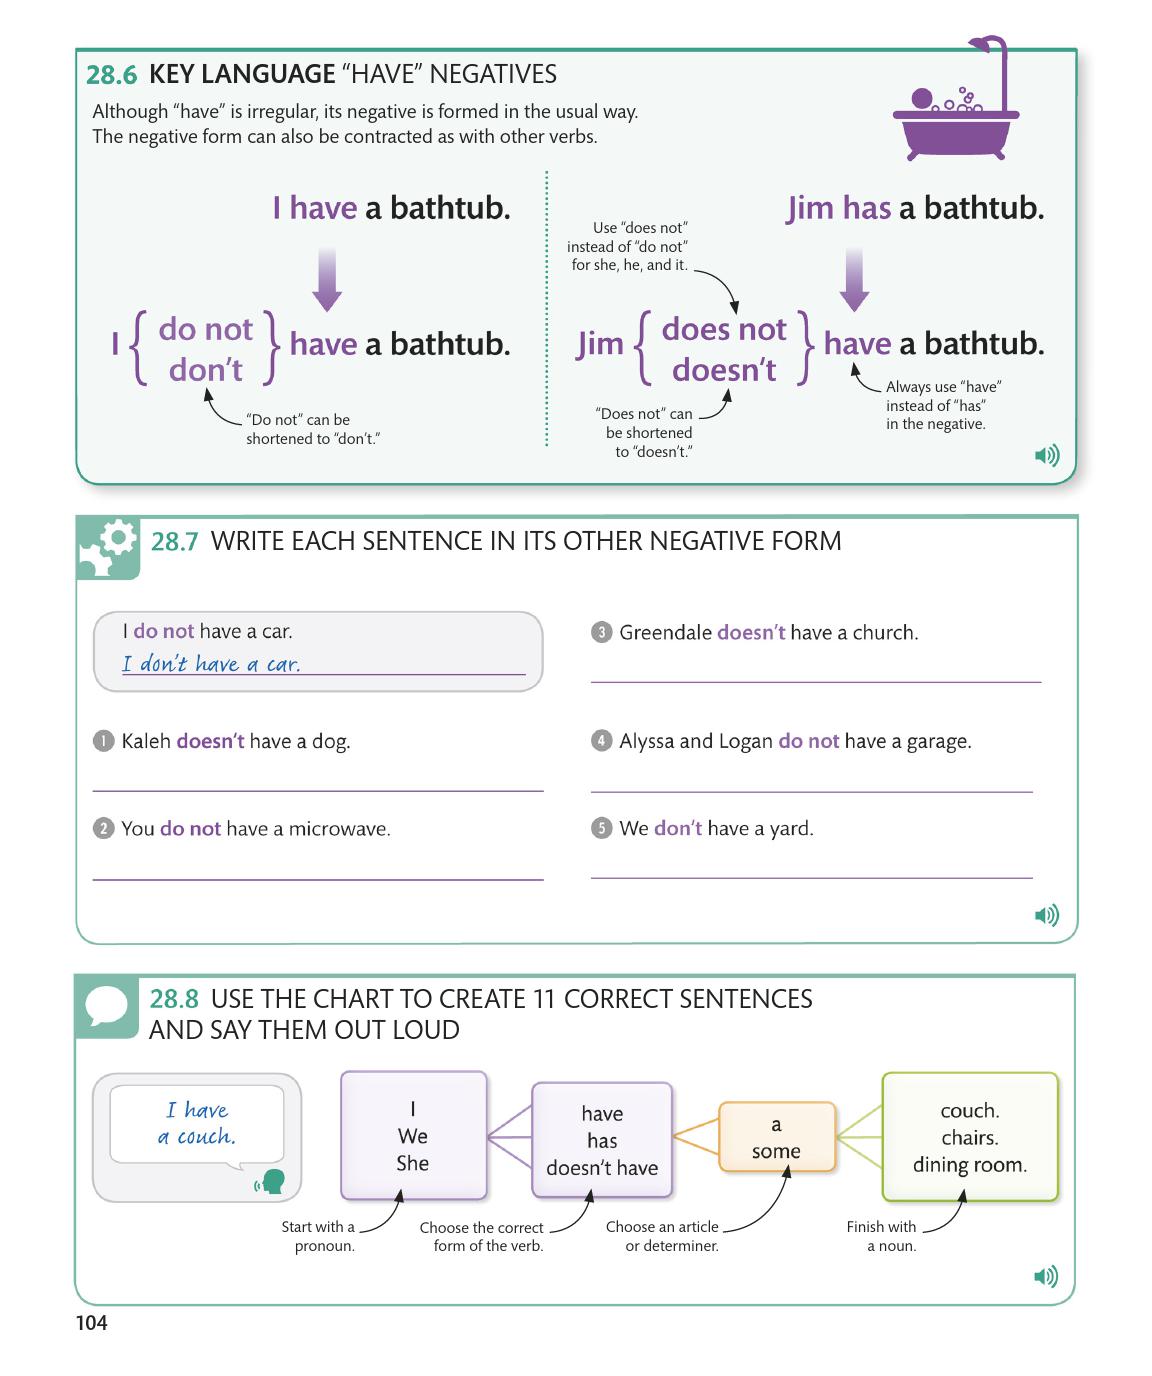 28.6 KEY LANGUAGE “HAVE” NEGATIVES
Although “have” is irregular, its negative is formed in the usual way.
The negative form can also be contracted as with other verbs.
I have a bathtub.
I { do not
don’t } have a bathtub.
“Do not” can be
shortened to “don’t.”
Jim has a bathtub.
Use “does not”
instead of “do not”
for she, he, and it.
Jim { does not
doesn’t } have a bathtub.
“Does not” can
be shortened
to “doesn’t.”
Always use “have”
instead of “has”
in the negative.
28.7 WRITE EACH SENTENCE IN ITS OTHER NEGATIVE FORM
I do not have a car.
I don’t have a car.
1 Kaleh doesn’t have a dog.
2 You do not have a microwave.
3 Greendale doesn’t have a church.
4 Alyssa and Logan do not have a garage.
5 We don’t have a yard.
28.8 USE THE CHART TO CREATE 11 CORRECT SENTENCES
AND SAY THEM OUT LOUD
I have
a couch.
I
We
She
have
has
doesn’t have
a
some
couch.
chairs.
dining room.
Start with a
pronoun.
Choose the correct
form of the verb.
Choose an article
or determiner.
Finish with
a noun.
104